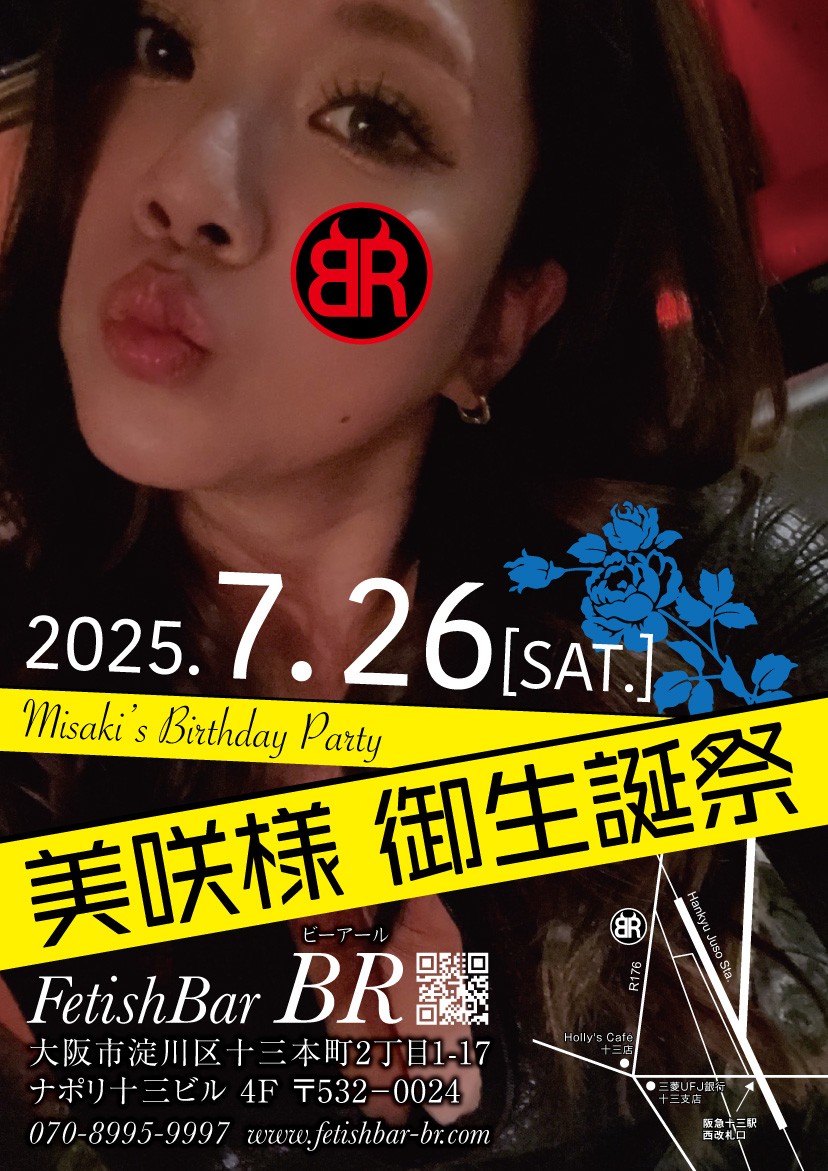 BR
2025.7.26[SAT.]
Misaki's Birthday Party
美咲様 御生誕祭
ビーアール
FetishBar BR
大阪市淀川区十三本町2丁目1-17
ナポリ十三ビル 4F 〒532-0024
070-8995-9997 www.fetishbar-br.com
Hankyu Juso Sta.
BR
R176
Holly's Cafe
十三店
三菱UFJ銀行
十三支店
阪急十三駅
西改札口